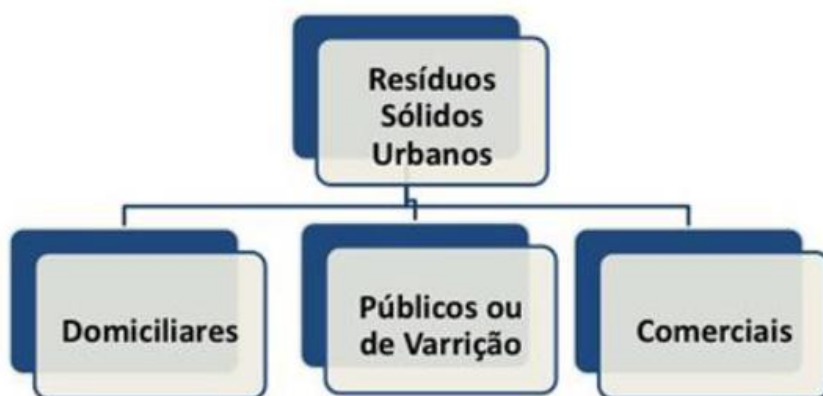 Resíduos
Sólidos
Urbanos
Domiciliares
Públicos ou
de Varrição
Comerciais